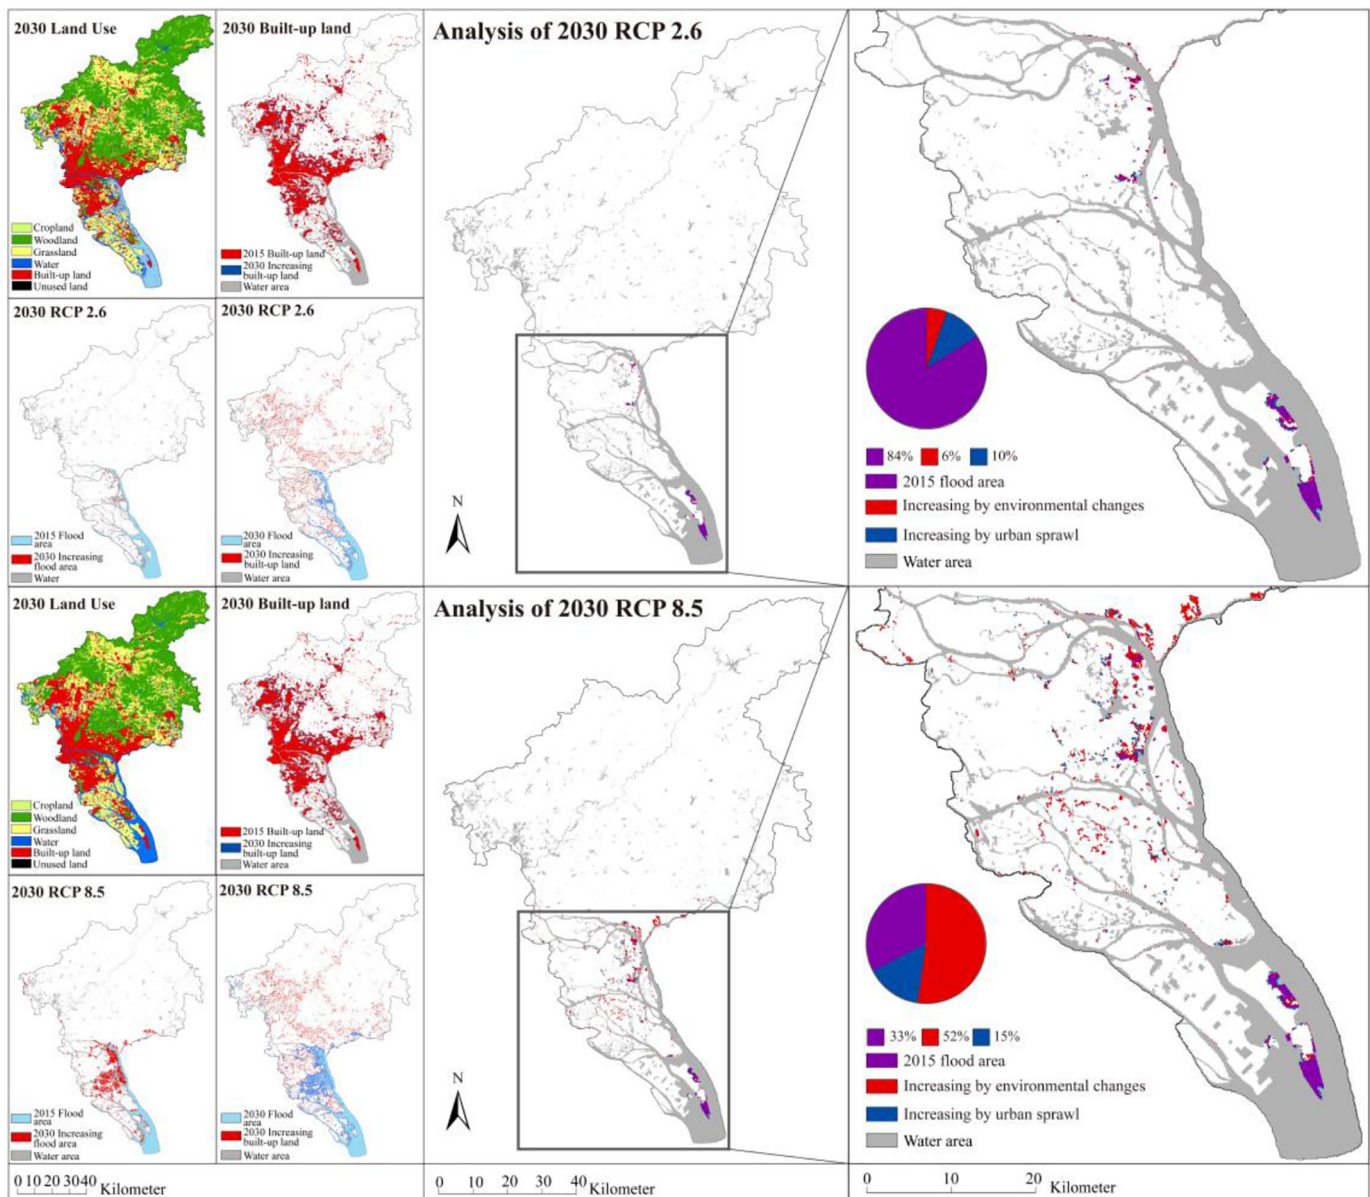 2030 Land Use
Cropland
Woodland
Grassland
Water
Built-up land
Unused land
2030 Built-up land
2015 Built-up land
2030 Increasing
built-up land
Water area
2030 RCP 2.6
2015 Flood
area
2030 Increasing
flood area
Water
2030 RCP 2.6
2030 Flood
area
2030 Increasing
built-up land
Water area
Analysis of 2030 RCP 2.6
N
84% 6% 10%
2015 flood area
Increasing by environmental changes
Increasing by urban sprawl
Water area
2030 Land Use
Cropland
Woodland
Grassland
Water
Built-up land
Unused land
2030 Built-up land
2015 Built-up land
2030 Increasing
built-up land
Water area
2030 RCP 8.5
2015 Flood
area
2030 Increasing
flood area
Water area
2030 RCP 8.5
2030 Flood
area
2030 Increasing
built-up land
Water area
Analysis of 2030 RCP 8.5
N
33% 52% 15%
2015 flood area
Increasing by environmental changes
Increasing by urban sprawl
Water area
0 10 20 30 40 Kilometer
0 10 20 30 40 Kilometer
0 10 20 Kilometer